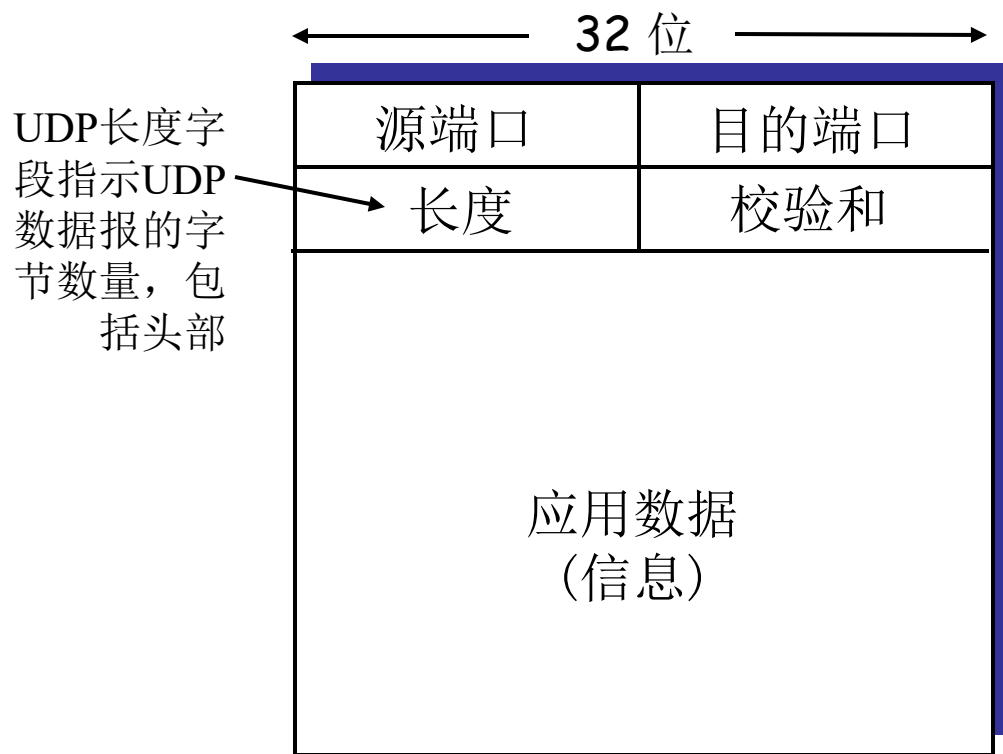 32 位
UDP长度字
段指示UDP
数据报的字
节数量，包
括头部
源端口
目的端口
长度
校验和
应用数据
(信息)